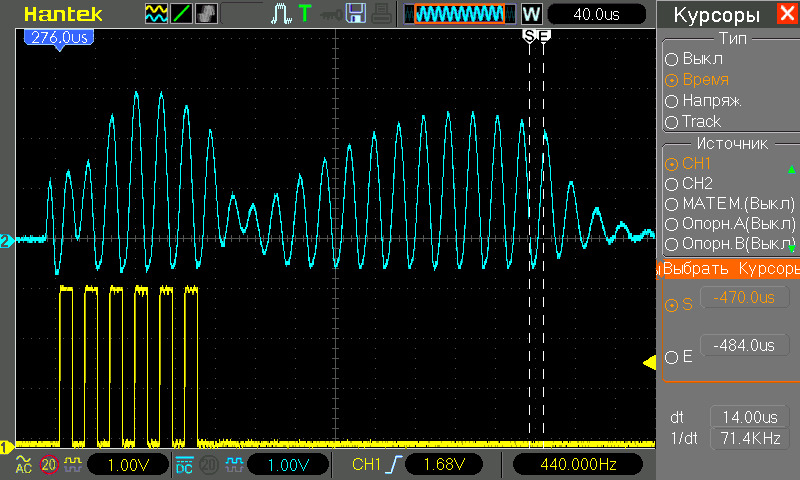 Hantek T W 40.0us Курсоры
276.0us S E Тип
Выкл
Время
Напряж.
Track
Источник
CH1
CH2
МАТЕМ.(Выкл)
Опорн.A(Выкл)
Опорн.B(Выкл)
Выбрать Курсоры
S -470.0us
E -484.0us
dt 14.00us
1/dt 71.4KHz
2
1
AC 20 1.00V DC 20 1.00V CH1 1.68V 440.000Hz